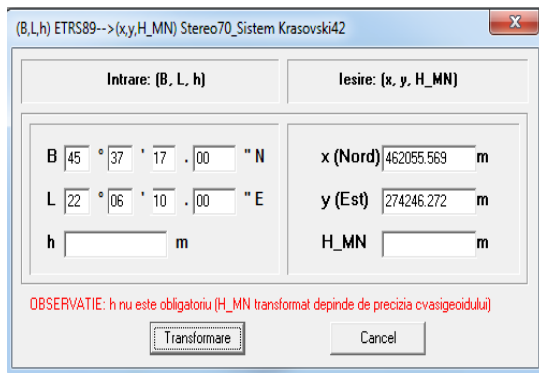 (B,L,h) ETRS89-->(x,y,H_MN) Stereo70_Sistem Krasovski42
Intrare: (B, L, h) Iesire: (x, y, H_MN)
B 45 ° 37 ' 17 . 00 " N x (Nord) 462055.569 m
L 22 ° 06 ' 10 . 00 " E y (Est) 274246.272 m
h m H_MN m
OBSERVATIE: h nu este obligatoriu (H_MN transformat depinde de precizia cvasigeoidului)
Transformare Cancel